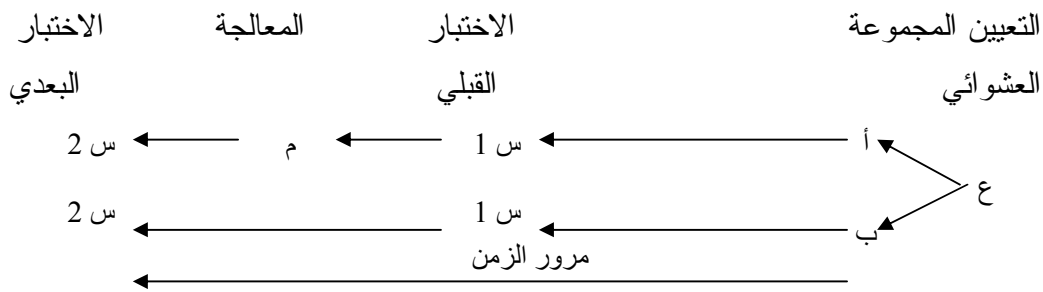 التعيين المجموعة الاختبار المعالجة الاختبار
العشوائي القبلي البعدي
أ س 1 م س 2
ع
ب س 1 س 2
مرور الزمن